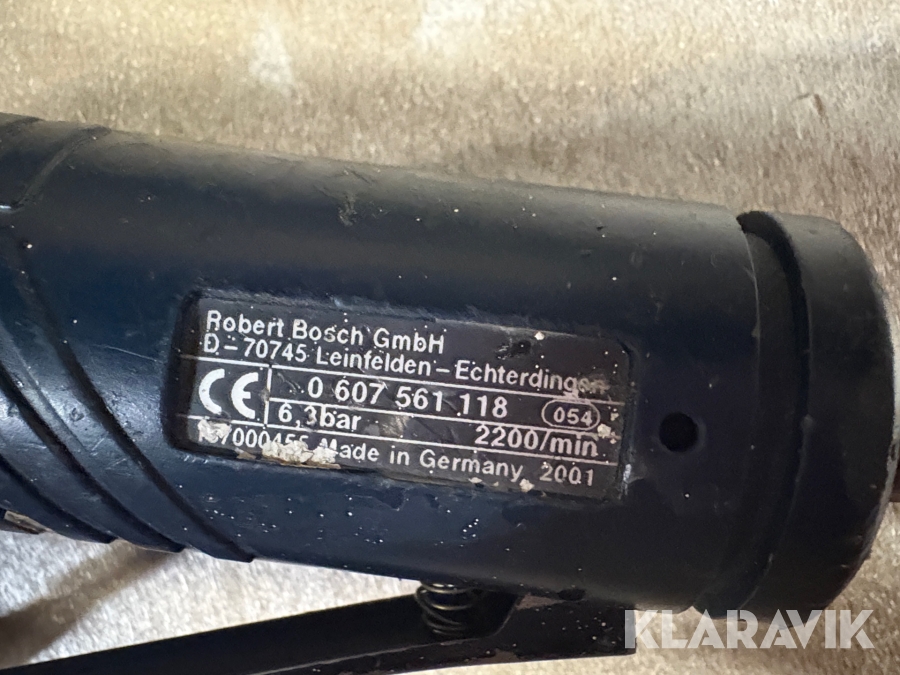 Robert Bosch GmbH
D-70745 Leinfelden-Echterdingen
CE 0 607 561 118 054
6,3bar 2200/min
Made in Germany 2001
KLARAVIK